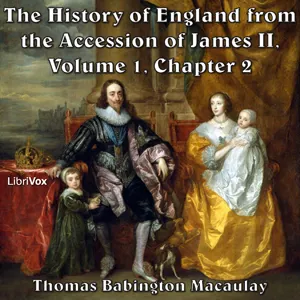 The History of England from
the Accession of James II,
Volume 1, Chapter 2
LibriVox
Thomas Babington Macaulay